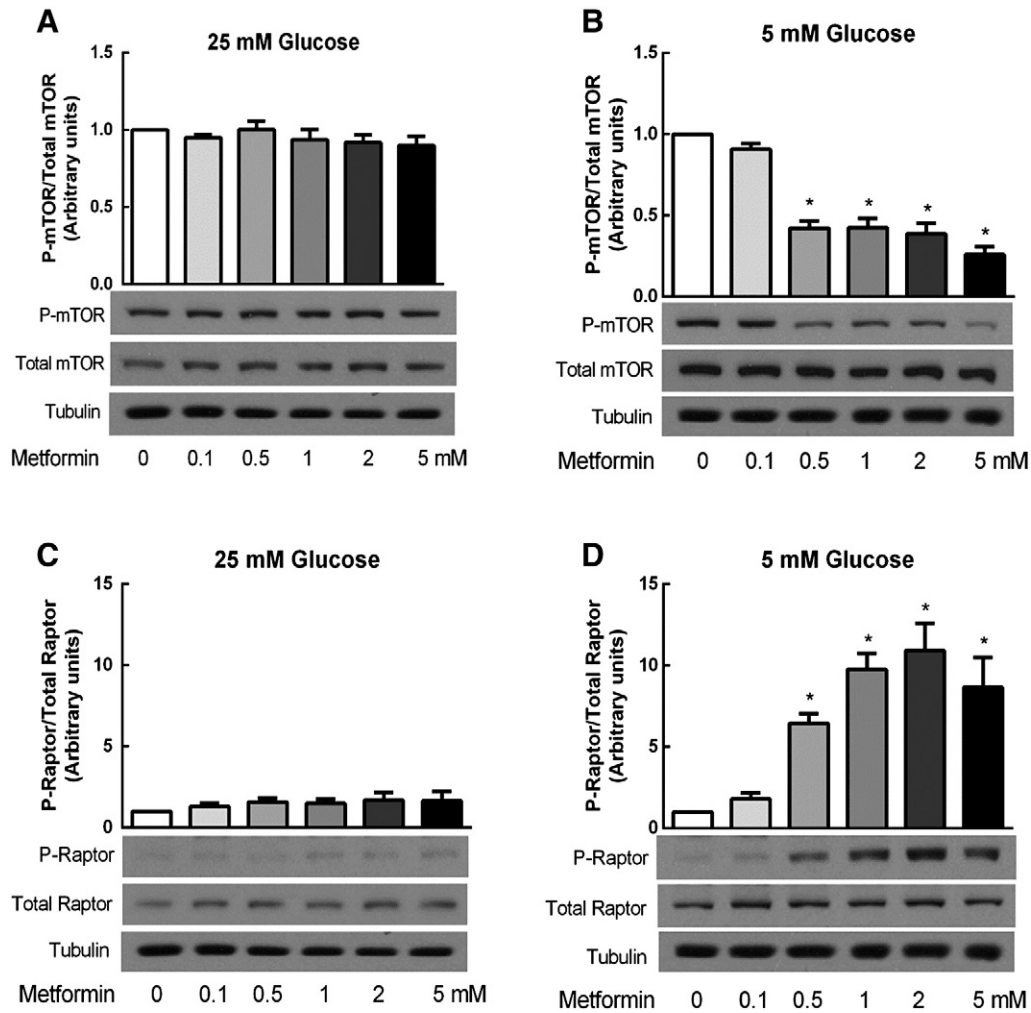 A
25 mM Glucose
P-mTOR/Total mTOR
(Arbitrary units)
1.5
1.0
0.5
0.0
P-mTOR
Total mTOR
Tubulin
Metformin 0 0.1 0.5 1 2 5 mM
B
5 mM Glucose
P-mTOR/Total mTOR
(Arbitrary units)
1.5
1.0
0.5
0.0
* * * *
P-mTOR
Total mTOR
Tubulin
Metformin 0 0.1 0.5 1 2 5 mM
C
25 mM Glucose
P-Raptor/Total Raptor
(Arbitrary units)
15
10
5
0
P-Raptor
Total Raptor
Tubulin
Metformin 0 0.1 0.5 1 2 5 mM
D
5 mM Glucose
P-Raptor/Total Raptor
(Arbitrary units)
15
10
5
0
* * * *
P-Raptor
Total Raptor
Tubulin
Metformin 0 0.1 0.5 1 2 5 mM